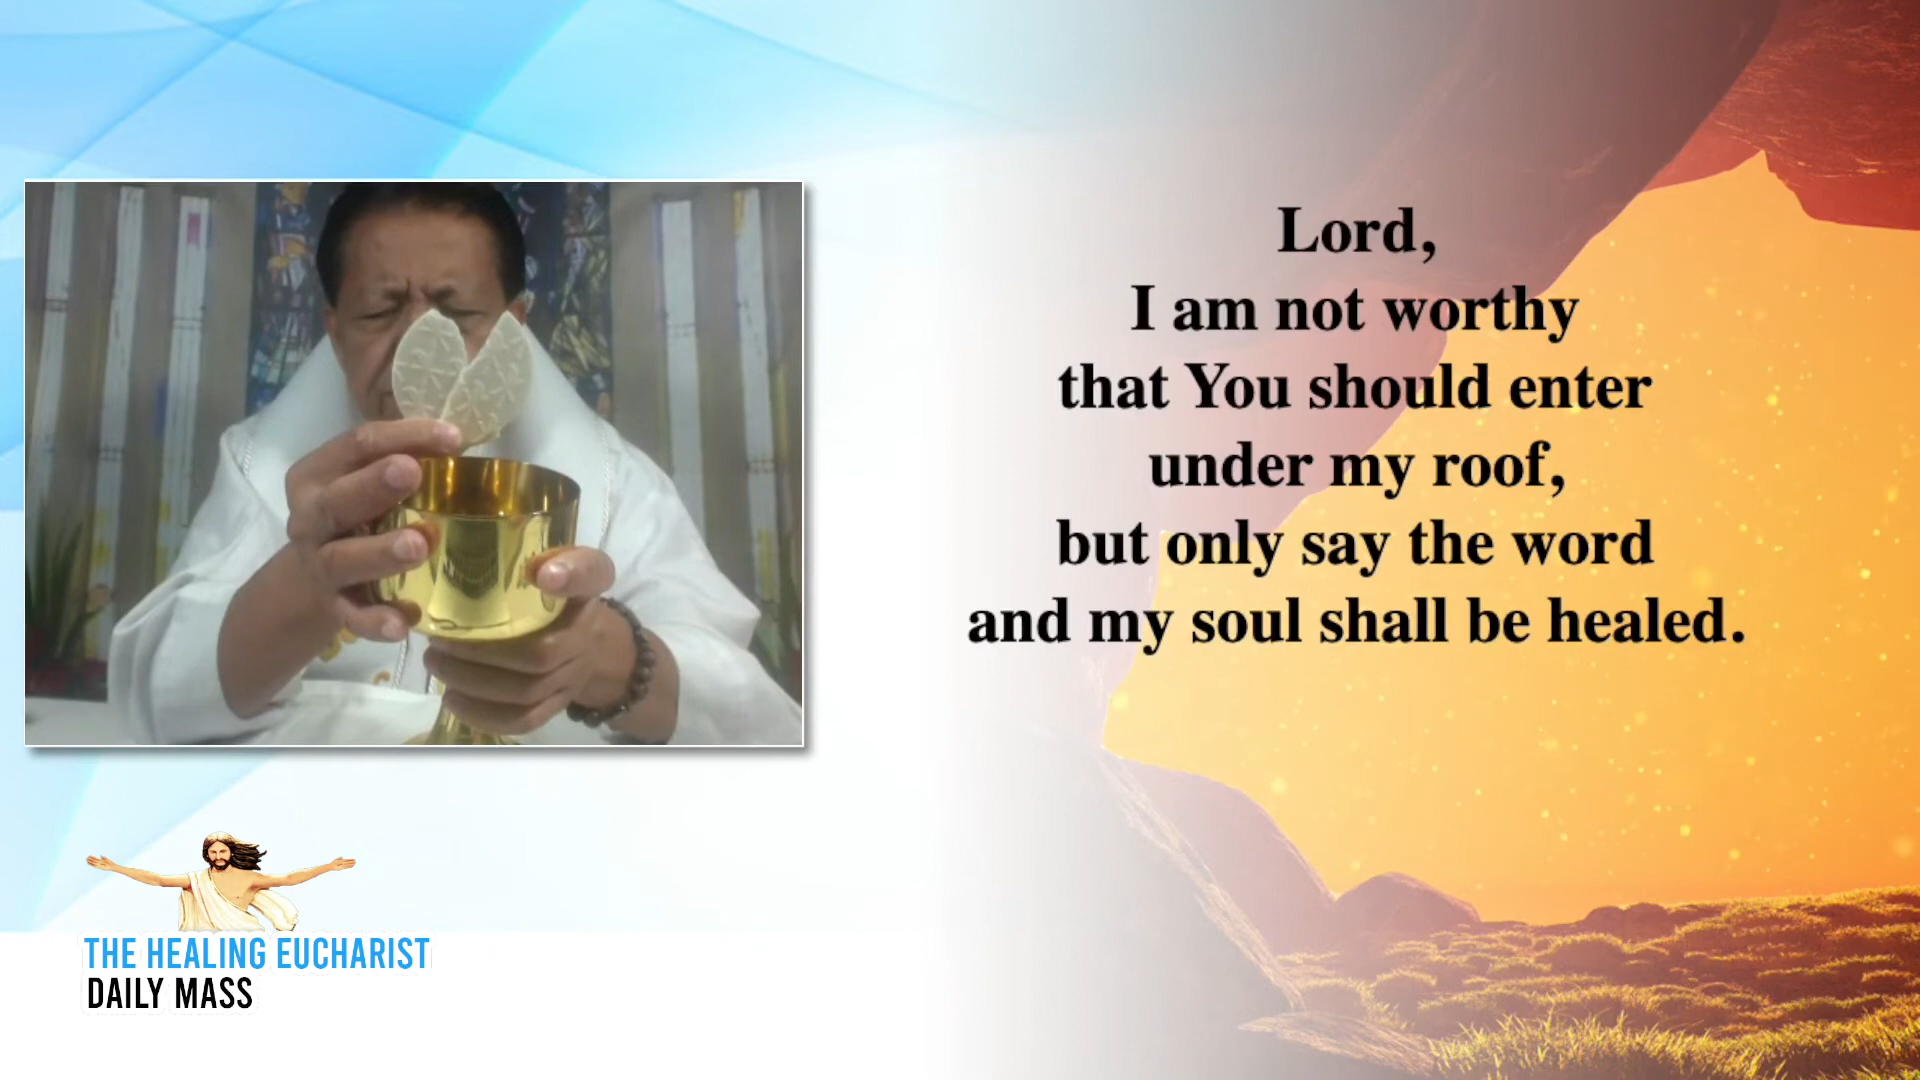 Lord,
I am not worthy
that You should enter
under my roof,
but only say the word
and my soul shall be healed.
THE HEALING EUCHARIST
DAILY MASS